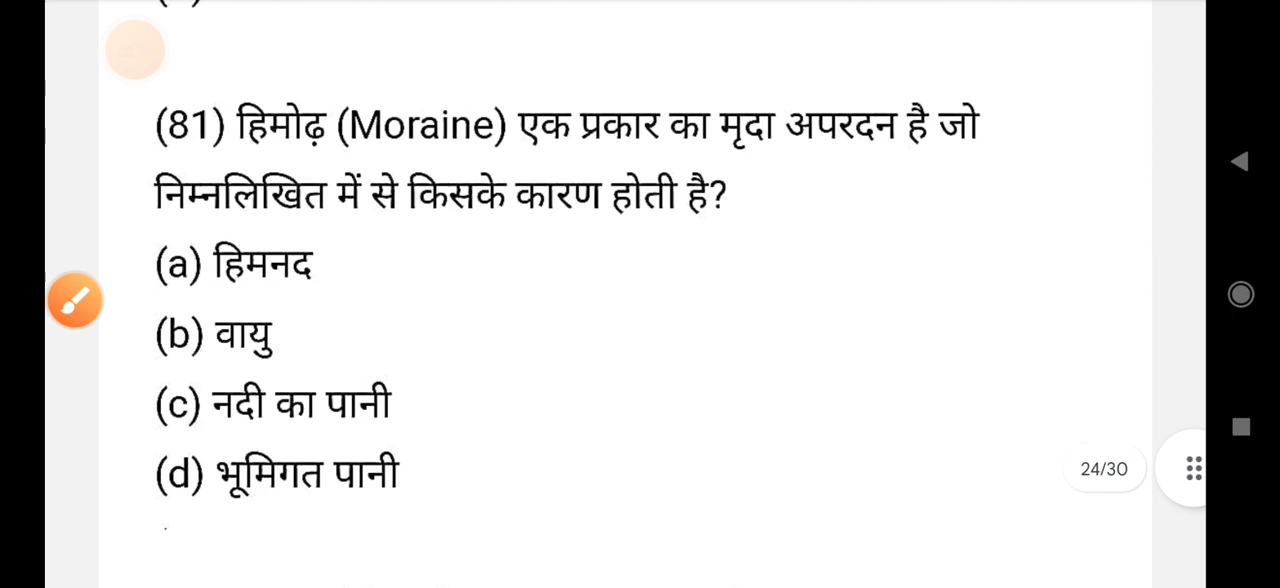 (81) हिमोढ़ (Moraine) एक प्रकार का मृदा अपरदन है जो
निम्नलिखित में से किसके कारण होती है?
(a) हिमनद
(b) वायु
(c) नदी का पानी
(d) भूमिगत पानी
24/30